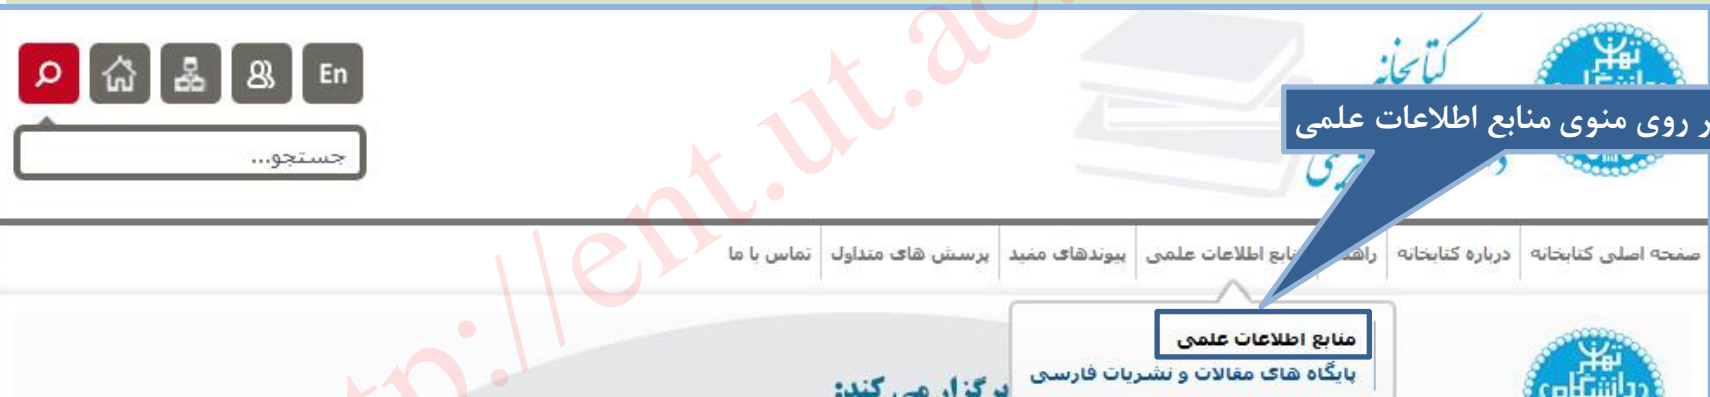 En
جستجو...
کتابخانه
ر روی منوی منابع اطلاعات علمی
صفحه اصلی کتابخانه
درباره کتابخانه
منابع اطلاعات علمی
پیوندهای مفید
پرسش های متداول
تماس با ما
منابع اطلاعات علمی
پایگاه های مقالات و نشریات فارسی
برگزار می کند:
tp://ent.ut.ac.